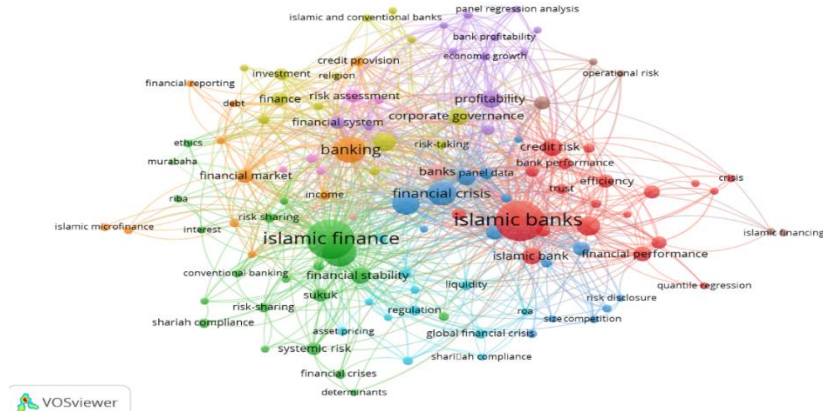 panel regression analysis
islamic and conventional banks
bank profitability
credit provision
economic growth
investment
religion
operational risk
financial reporting
risk assessment
debt
finance
profitability
financial system
corporate governance
ethics
risk-taking
credit risk
banking
murabaha
bank performance
banks
panel data
crisis
financial market
trust
efficiency
income
financial crisis
riba
risk sharing
islamic banks
islamic microfinance
interest
islamic finance
islamic financing
islamic bank
financial performance
conventional banking
financial stability
liquidity
quantile regression
sukuk
risk disclosure
risk-sharing
regulation
roa
size
competition
shariah compliance
asset pricing
global financial crisis
systemic risk
shari□ah compliance
financial crises
determinants
VOSviewer